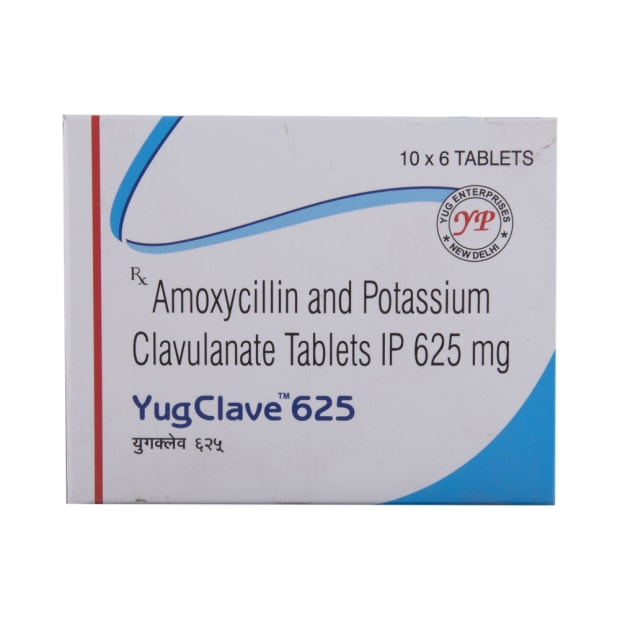 10 x 6 TABLETS
YUG ENTERPRISES
YP
★ NEW DELHI ★
Rx Amoxycillin and Potassium
Clavulanate Tablets IP 625 mg
YugClave™ 625
युगक्लेव ६२५